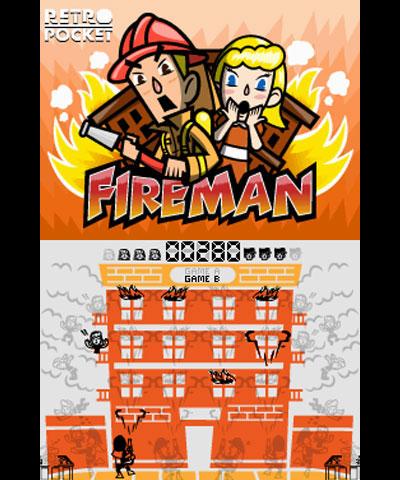 RETRO
POCKET
FIREMAN
00280
GAME A
GAME B